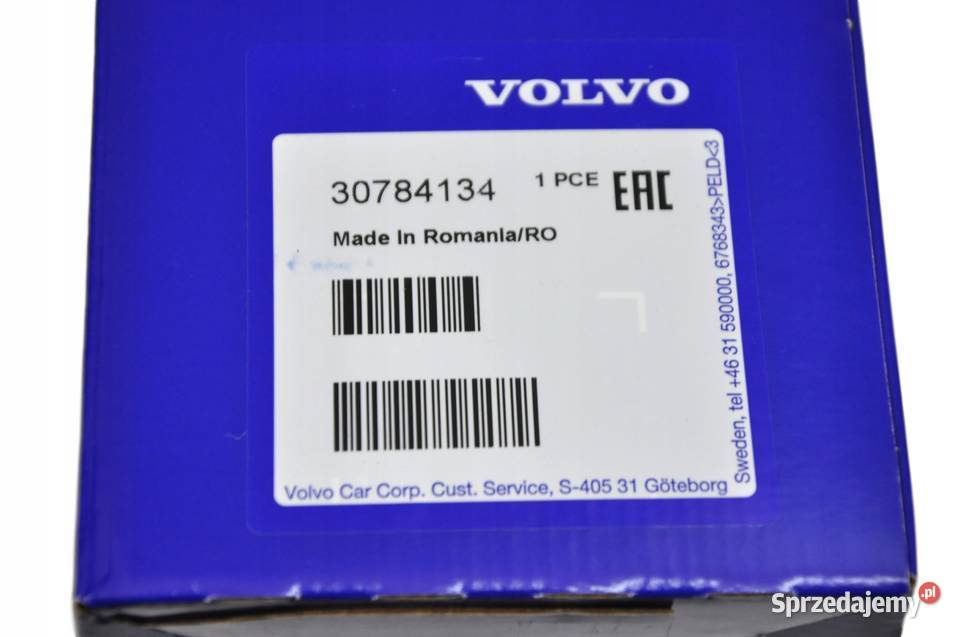 VOLVO
30784134 1 PCE EAC
Made In Romania/RO
Volvo Car Corp. Cust. Service, S-405 31 Göteborg
Sweden, tel +46 31 590000, 6768343>PELD<3
Sprzedajemy.pl